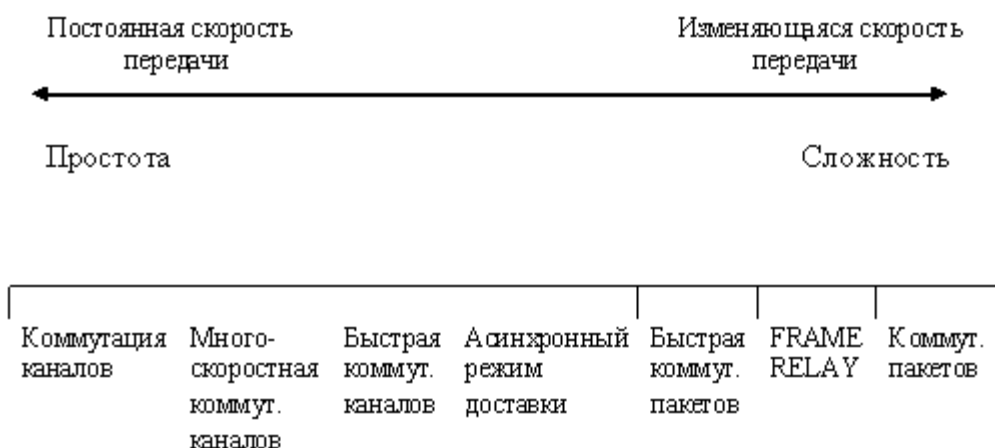 Постоянная скорость
передачи
Изменяющаяся скорость
передачи
Простота
Сложность
Коммутация
каналов
Много-
скоростная
коммут.
каналов
Быстрая
коммут.
каналов
Асинхронный
режим
доставки
Быстрая
коммут.
пакетов
FRAME
RELAY
Коммут.
пакетов